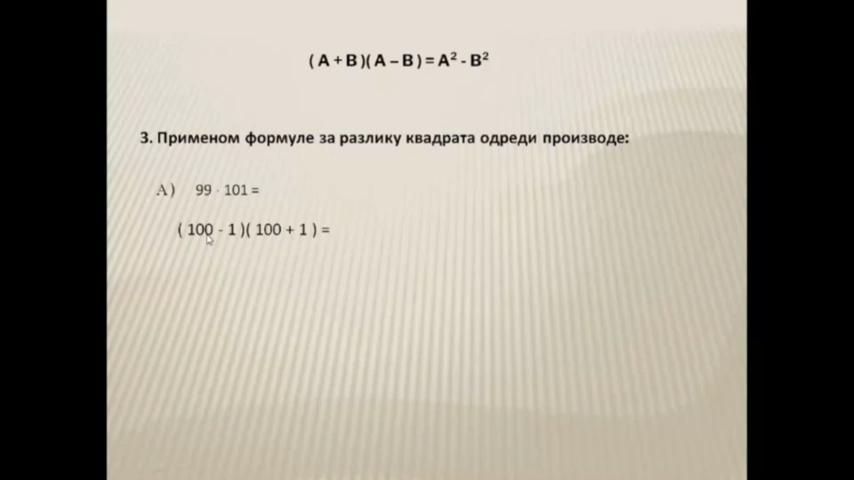 ( A + B )( A – B ) = A² - B²
3. Применом формуле за разлику квадрата одреди производе:
А) 99 · 101 =
( 100 - 1 )( 100 + 1 ) =